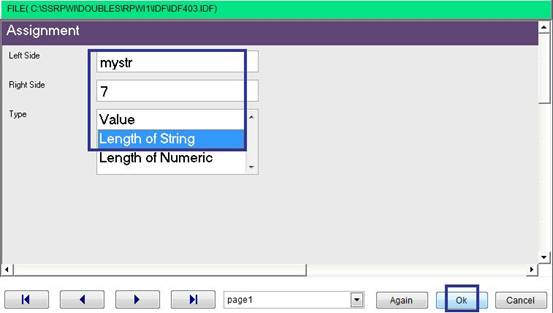 FILE( C:\SSRPWI\DOUBLES\RPWI1\IDF\IDF403.IDF)
Assignment
Left Side mystr
Right Side 7
Type Value
Length of String
Length of Numeric
page1 Again Ok Cancel